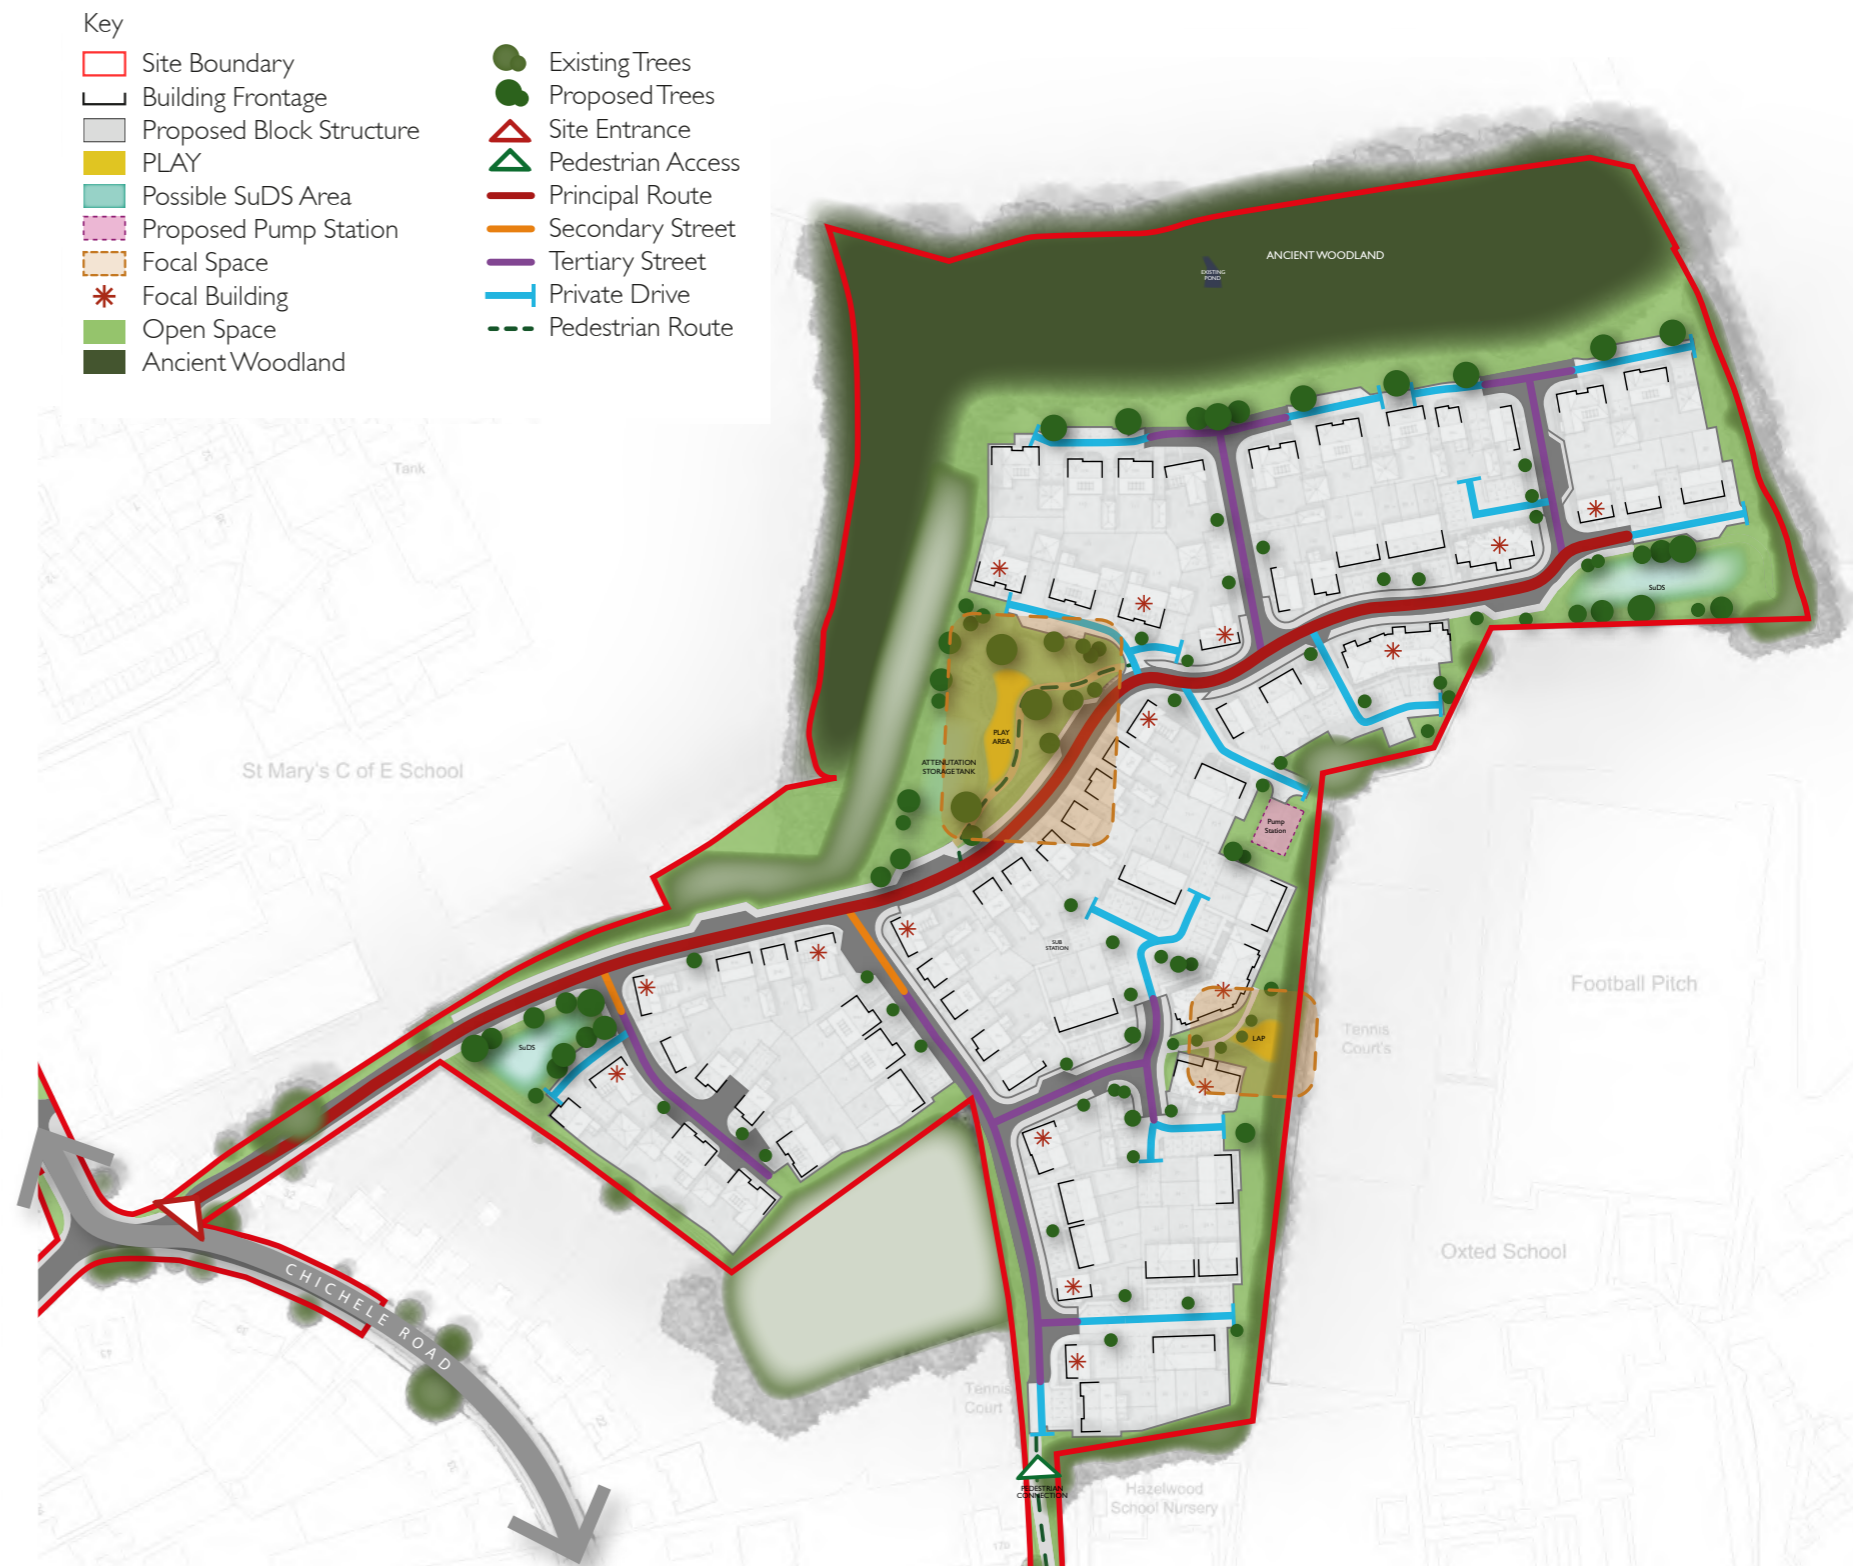 Key
Site Boundary
Building Frontage
Proposed Block Structure
PLAY
Possible SuDS Area
Proposed Pump Station
Focal Space
Focal Building
Open Space
Ancient Woodland
Existing Trees
Proposed Trees
Site Entrance
Pedestrian Access
Principal Route
Secondary Street
Tertiary Street
Private Drive
Pedestrian Route
ANCIENT WOODLAND
EXISTING
POND
Tank
SuDS
PLAY
AREA
ATTENUTATION
STORAGE TANK
St Mary's C of E School
Pump
Station
SUB
STATION
Football Pitch
Tennis
Court's
LAP
SuDS
Oxted School
CHICHELE ROAD
Tennis
Court
PEDESTRIAN
CONNECTION
Hazelwood
School Nursery